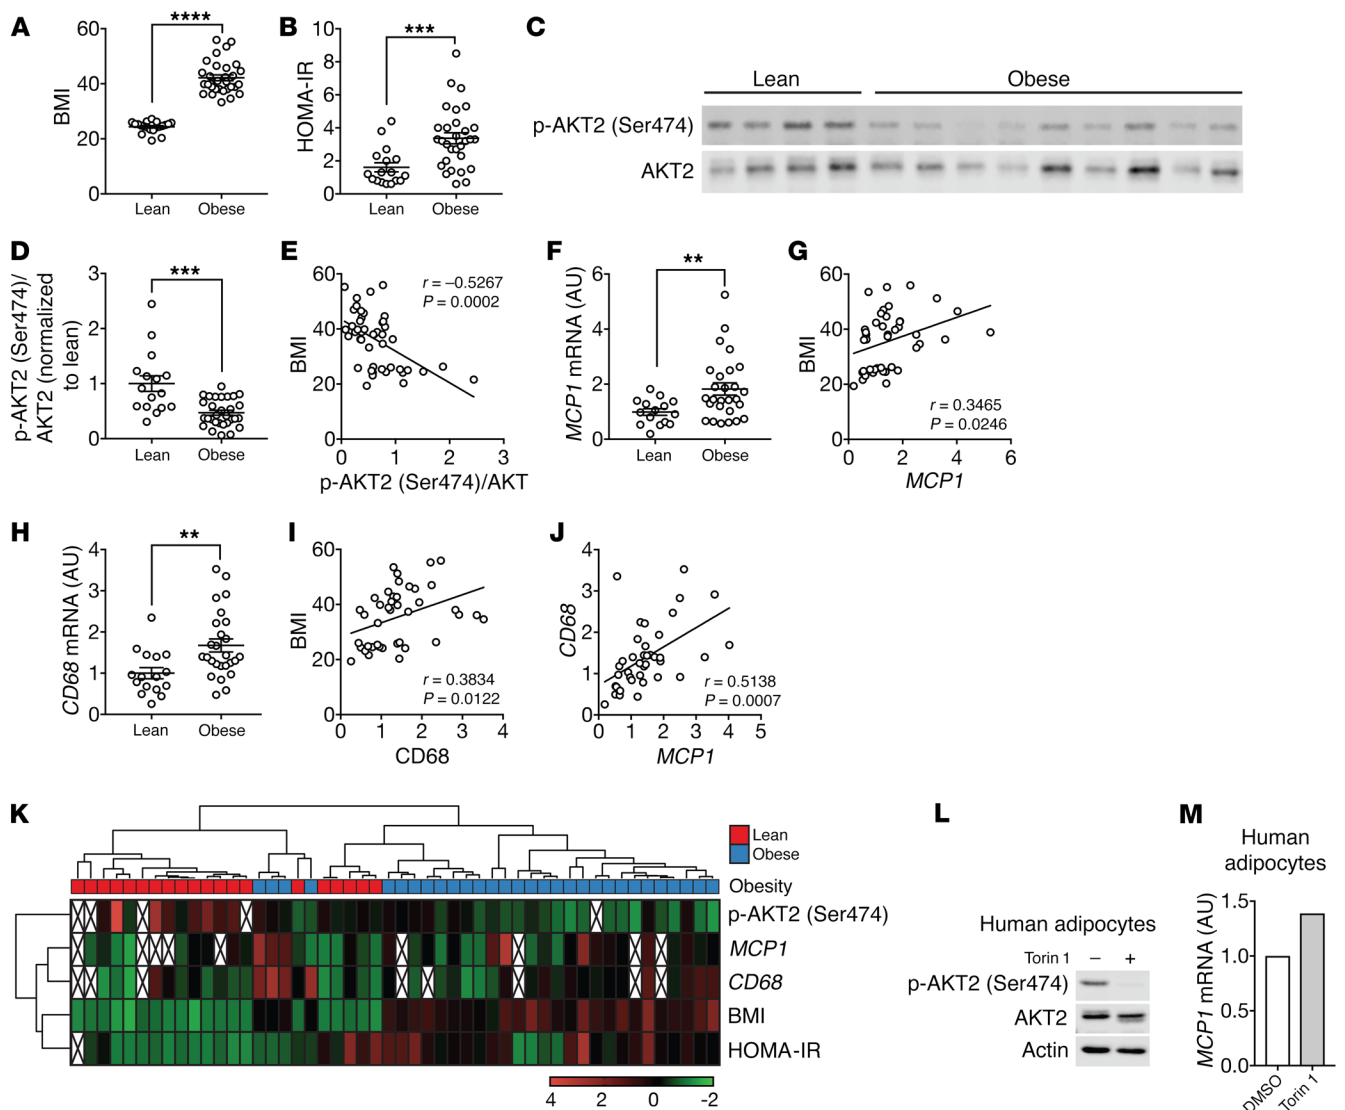 A
BMI
60
40
20
0
****
Lean
Obese
B
HOMA-IR
10
8
6
4
2
0
***
Lean
Obese
C
Lean
Obese
p-AKT2 (Ser474)
AKT2
D
p-AKT2 (Ser474)/
AKT2 (normalized
to lean)
3
2
1
0
***
Lean
Obese
E
BMI
60
40
20
0
r = –0.5267
P = 0.0002
0
1
2
3
p-AKT2 (Ser474)/AKT
F
MCP1 mRNA (AU)
6
4
2
0
**
Lean
Obese
G
BMI
60
40
20
0
r = 0.3465
P = 0.0246
0
2
4
6
MCP1
H
CD68 mRNA (AU)
4
3
2
1
0
**
Lean
Obese
I
BMI
60
40
20
0
r = 0.3834
P = 0.0122
0
1
2
3
4
CD68
J
CD68
4
3
2
1
0
r = 0.5138
P = 0.0007
0
1
2
3
4
5
MCP1
K
Lean
Obese
Obesity
p-AKT2 (Ser474)
MCP1
CD68
BMI
HOMA-IR
4
2
0
-2
L
Human adipocytes
Torin 1
–
+
p-AKT2 (Ser474)
AKT2
Actin
M
Human
adipocytes
MCP1 mRNA (AU)
1.5
1.0
0.5
0.0
DMSO
Torin 1